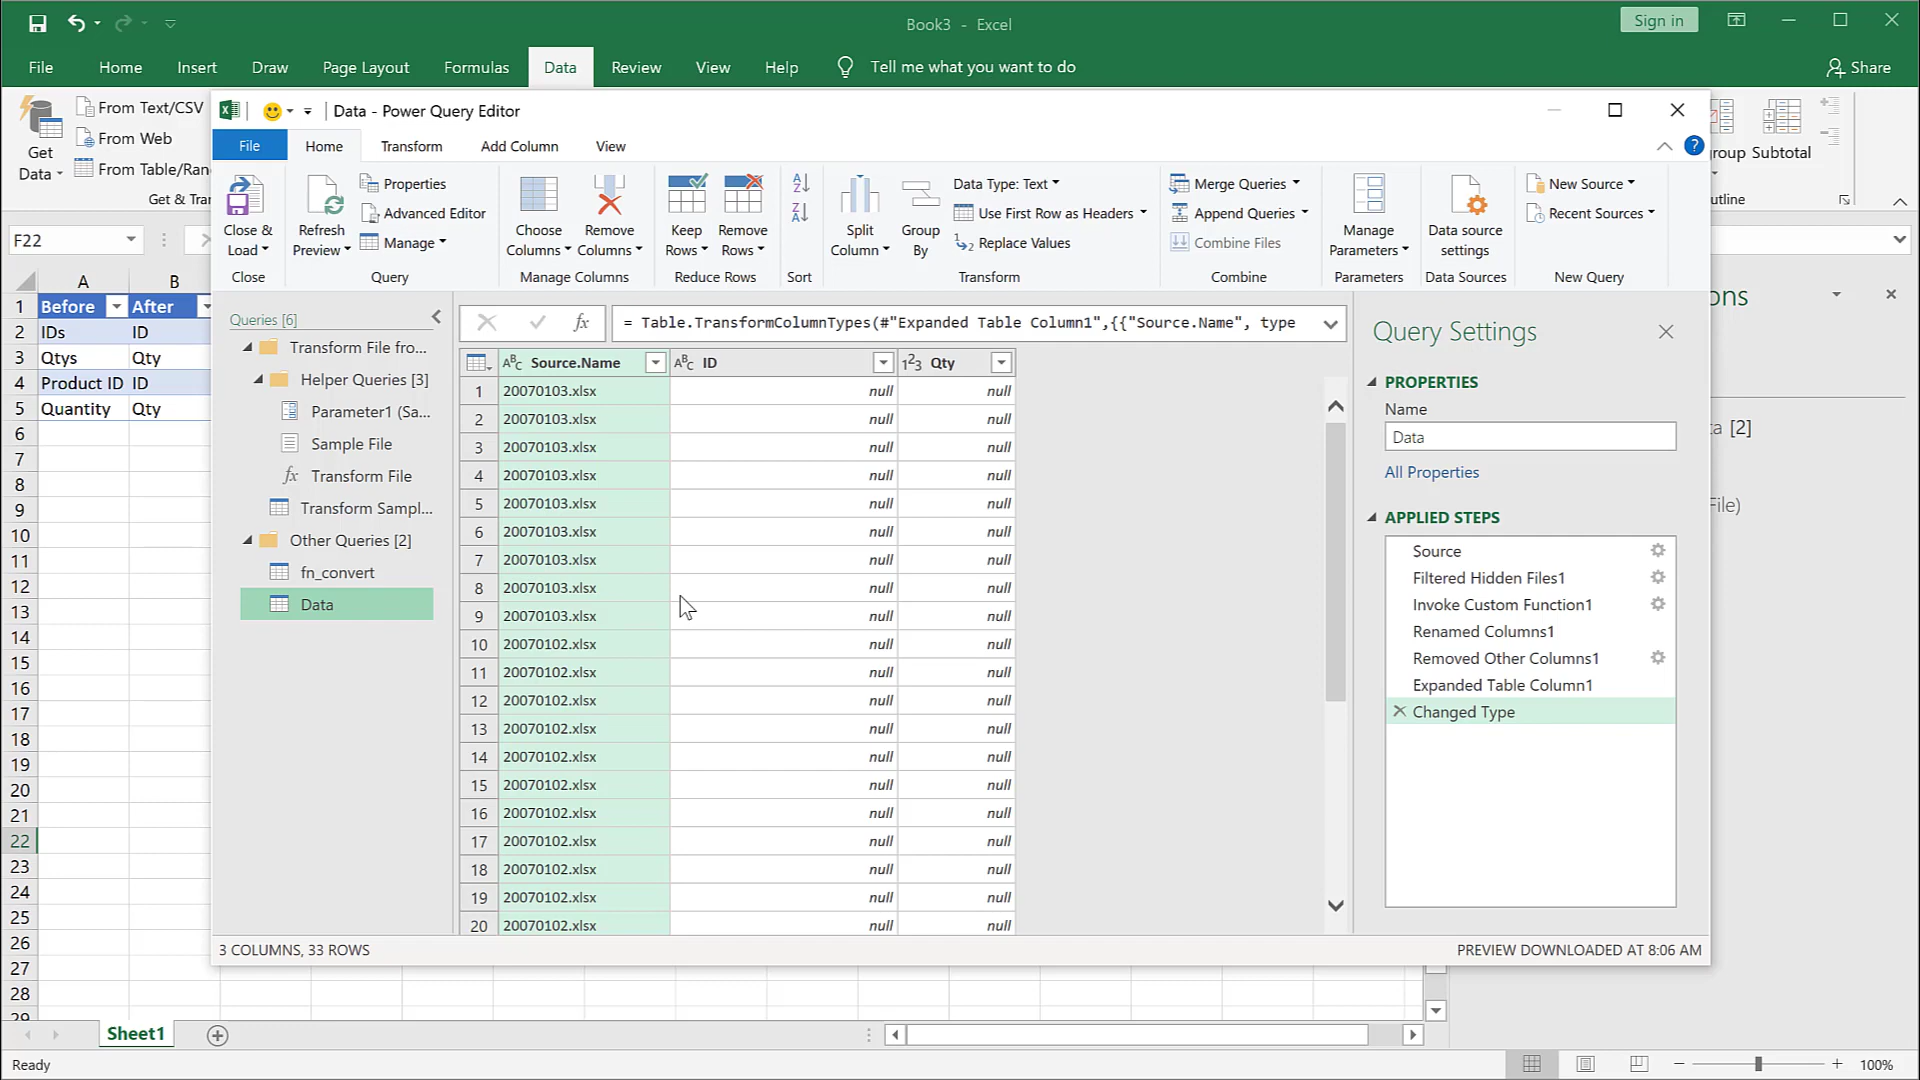 Book3 - Excel
Sign in
File Home Insert Draw Page Layout Formulas Data Review View Help Tell me what you want to do
Share
Get Data
From Text/CSV
From Web
From Table/Ran
Get & Tran
Subtotal
utline
F22
A B
1 Before After
2 IDs ID
3 Qtys Qty
4 Product ID ID
5 Quantity Qty
6
7
8
9
10
11
12
13
14
15
16
17
18
19
20
21
22
23
24
25
26
27
28
29
Data - Power Query Editor
File Home Transform Add Column View
?
Close & Load
Close
Refresh Preview
Properties
Advanced Editor
Manage
Query
Choose Columns
Remove Columns
Manage Columns
Keep Rows
Remove Rows
Reduce Rows
Sort
Split Column
Group By
Data Type: Text
Use First Row as Headers
Replace Values
Transform
Merge Queries
Append Queries
Combine Files
Combine
Manage Parameters
Parameters
Data source settings
Data Sources
New Source
Recent Sources
New Query
Queries [6]
Transform File fro...
Helper Queries [3]
Parameter1 (Sa...
Sample File
fx Transform File
Transform Sampl...
Other Queries [2]
fn_convert
Data
fx = Table.TransformColumnTypes(#"Expanded Table Column1",{{"Source.Name", type
ABC Source.Name ABC ID 123 Qty
1 20070103.xlsx null null
2 20070103.xlsx null null
3 20070103.xlsx null null
4 20070103.xlsx null null
5 20070103.xlsx null null
6 20070103.xlsx null null
7 20070103.xlsx null null
8 20070103.xlsx null null
9 20070103.xlsx null null
10 20070102.xlsx null null
11 20070102.xlsx null null
12 20070102.xlsx null null
13 20070102.xlsx null null
14 20070102.xlsx null null
15 20070102.xlsx null null
16 20070102.xlsx null null
17 20070102.xlsx null null
18 20070102.xlsx null null
19 20070102.xlsx null null
20 20070102.xlsx null null
3 COLUMNS, 33 ROWS
PREVIEW DOWNLOADED AT 8:06 AM
Query Settings
PROPERTIES
Name
Data
All Properties
APPLIED STEPS
Source
Filtered Hidden Files1
Invoke Custom Function1
Renamed Columns1
Removed Other Columns1
Expanded Table Column1
Changed Type
ons
ta [2]
File)
Sheet1
Ready
100%